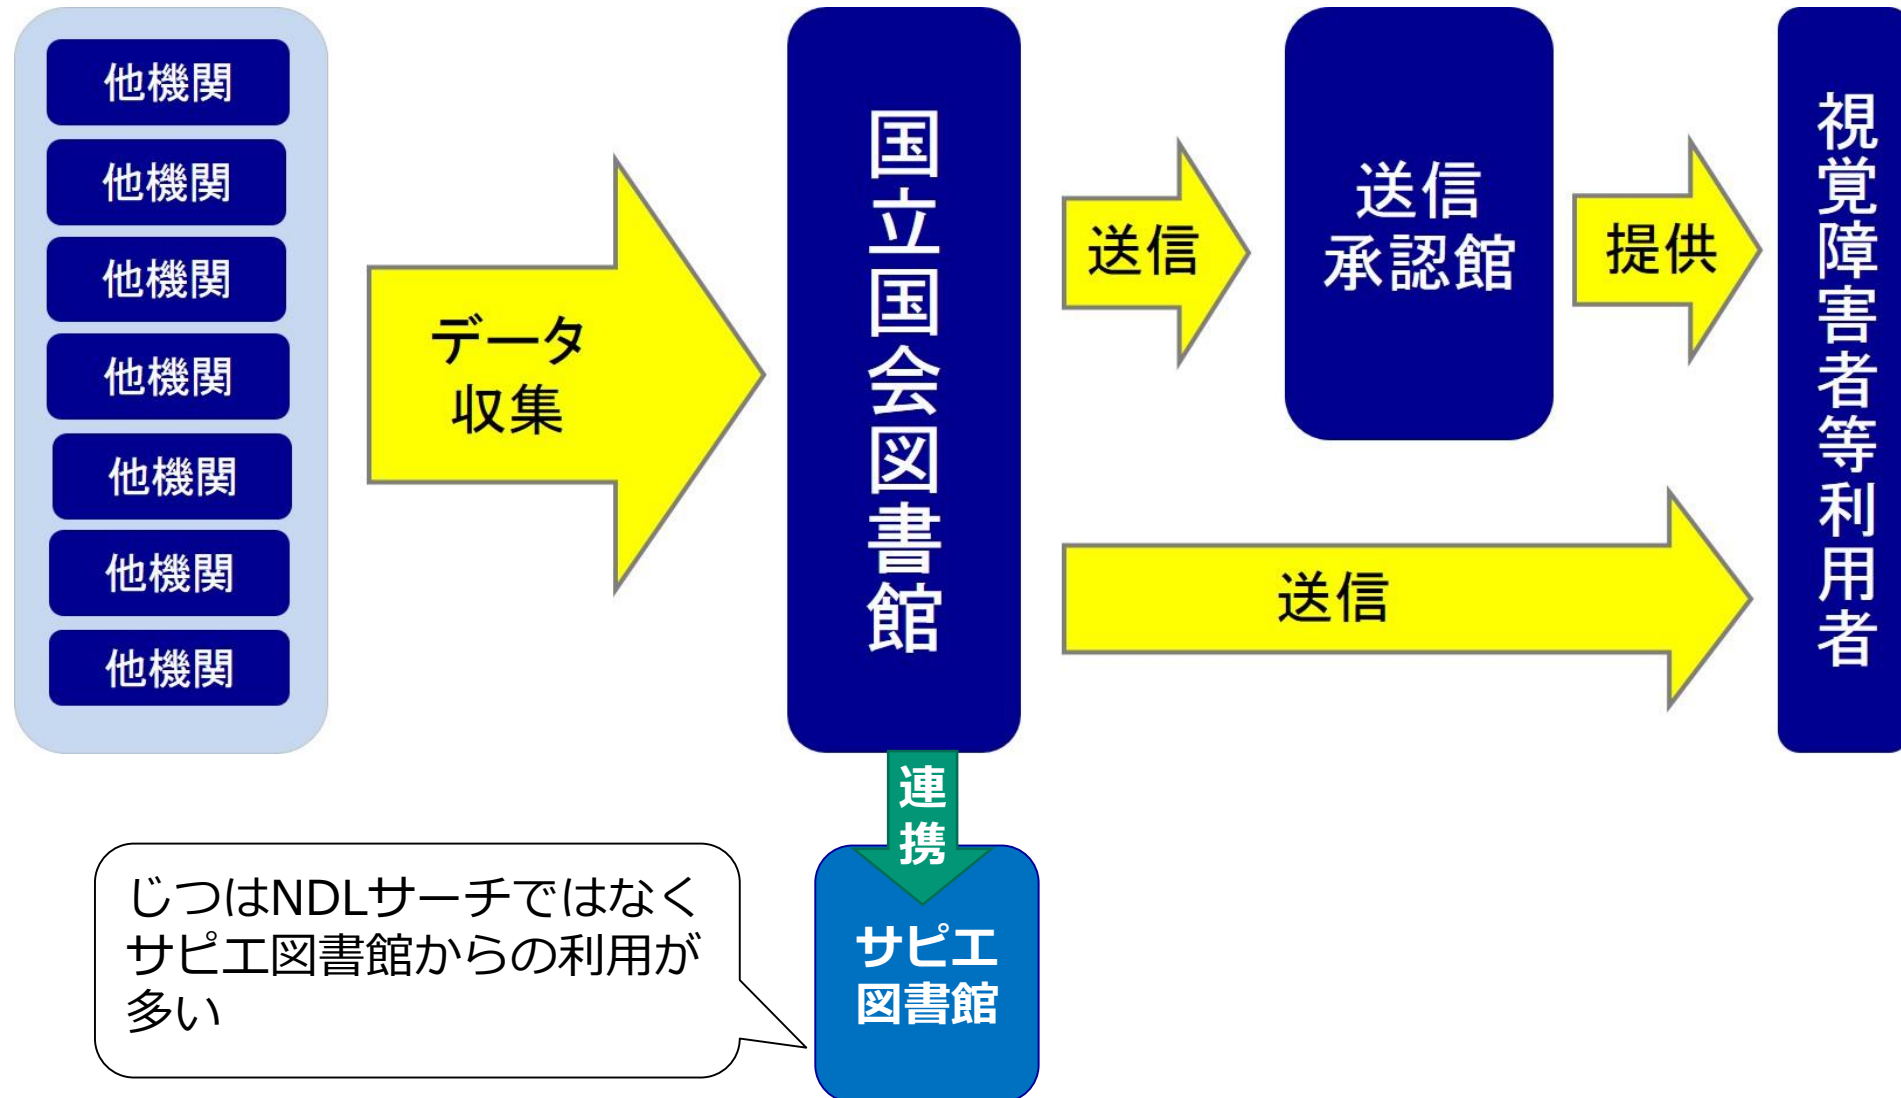 他機関
他機関
他機関
他機関
他機関
他機関
他機関
データ
収集
国立国会図書館
送信
送信
承認館
提供
送信
視覚障害者等利用者
連
携
サピエ
図書館
じつはNDLサーチではなく
サピエ図書館からの利用が
多い